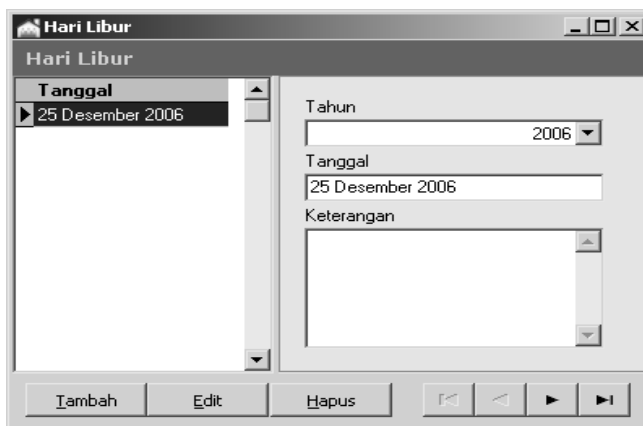 Hari Libur
Hari Libur
Tanggal
25 Desember 2006
Tahun
2006
Tanggal
25 Desember 2006
Keterangan
Tambah Edit Hapus